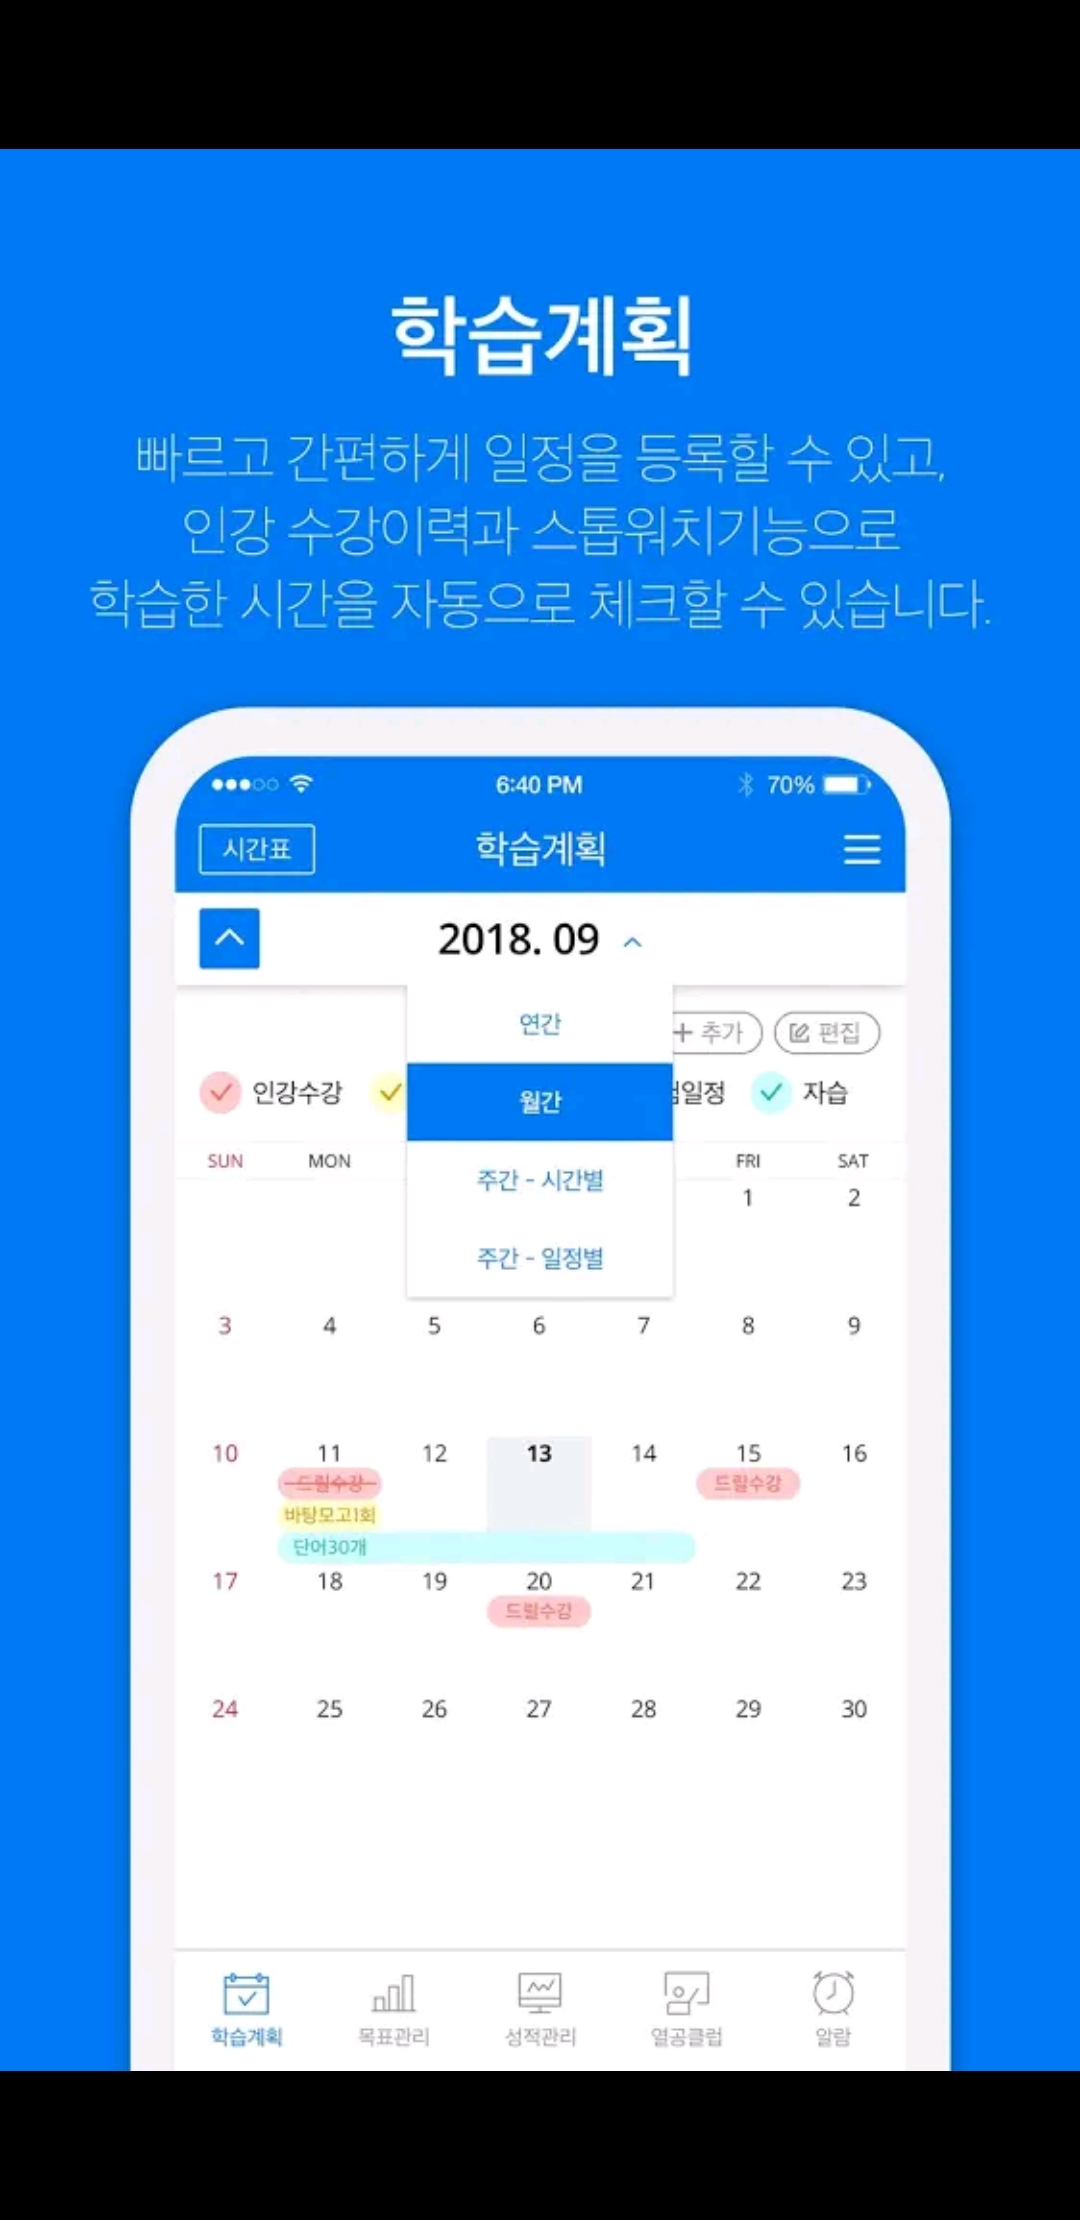 학습계획
빠르고 간편하게 일정을 등록할 수 있고,
인강 수강이력과 스톱워치기능으로
학습한 시간을 자동으로 체크할 수 있습니다.
6:40 PM 70%
시간표 학습계획
2018. 09
연간
추가 편집
인강수강 월간 자습
SUN MON FRI SAT
주간 - 시간별
1 2
주간 - 일정별
3 4 5 6 7 8 9
10 11 12 13 14 15 16
드릴수강 드릴수강
바탕모고1회
단어30개
17 18 19 20 21 22 23
드릴수강
24 25 26 27 28 29 30
학습계획 목표관리 성적관리 열공클럽 알람